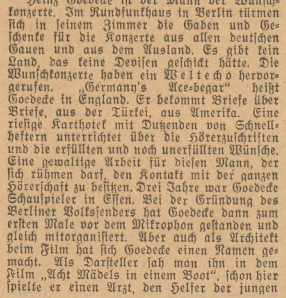 Heinz Goedecke ist der Mann der Wunsch-
konzerte. Im Rundfunkhaus in Berlin türmen
sich in seinem Zimmer die Gaben und Ge-
schenke für die Konzerte aus allen deutschen
Gauen und aus dem Ausland. Es gibt kein
Land, das keine Devisen geschickt hätte. Die
Wunschkonzerte haben ein Weltecho hervor-
gerufen. „Germany's Ace-begar" heißt
Goedecke in England. Er bekommt Briefe über
Briefe, aus der Türkei, aus Amerika. Eine
riesige Karthotek mit Dutzenden von Schnell-
heftern unterrichtet über die Hörerzuschriften
und die erfüllten und noch unerfüllten Wünsche.
Eine gewaltige Arbeit für diesen Mann, der
sich rühmen darf, den Kontakt mit der ganzen
Hörerschaft zu besitzen. Drei Jahre war Goedecke
Schauspieler in Essen. Bei der Gründung des
Berliner Volksenders hat Goedecke dann zum
ersten Male vor dem Mikrophon gestanden und
gleich mitorganisiert. Aber auch als Architekt
beim Film hat sich Goedecke einen Namen ge-
macht. Als Darsteller sah man ihn in dem
Film „Acht Mädels in einem Boot", schon hier
spielte er einen Arzt, den Helfer der jungen